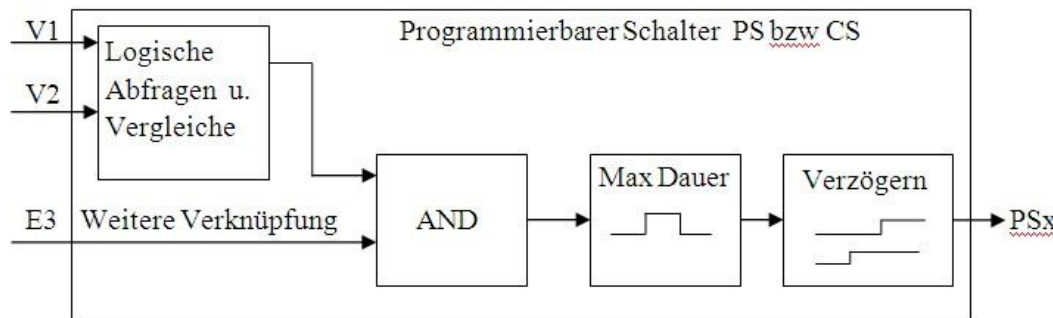 V1
Programmierbarer Schalter PS bzw CS
Logische
Abfragen u.
Vergleiche
V2
Max Dauer
Verzögern
E3 Weitere Verknüpfung
AND
PSx